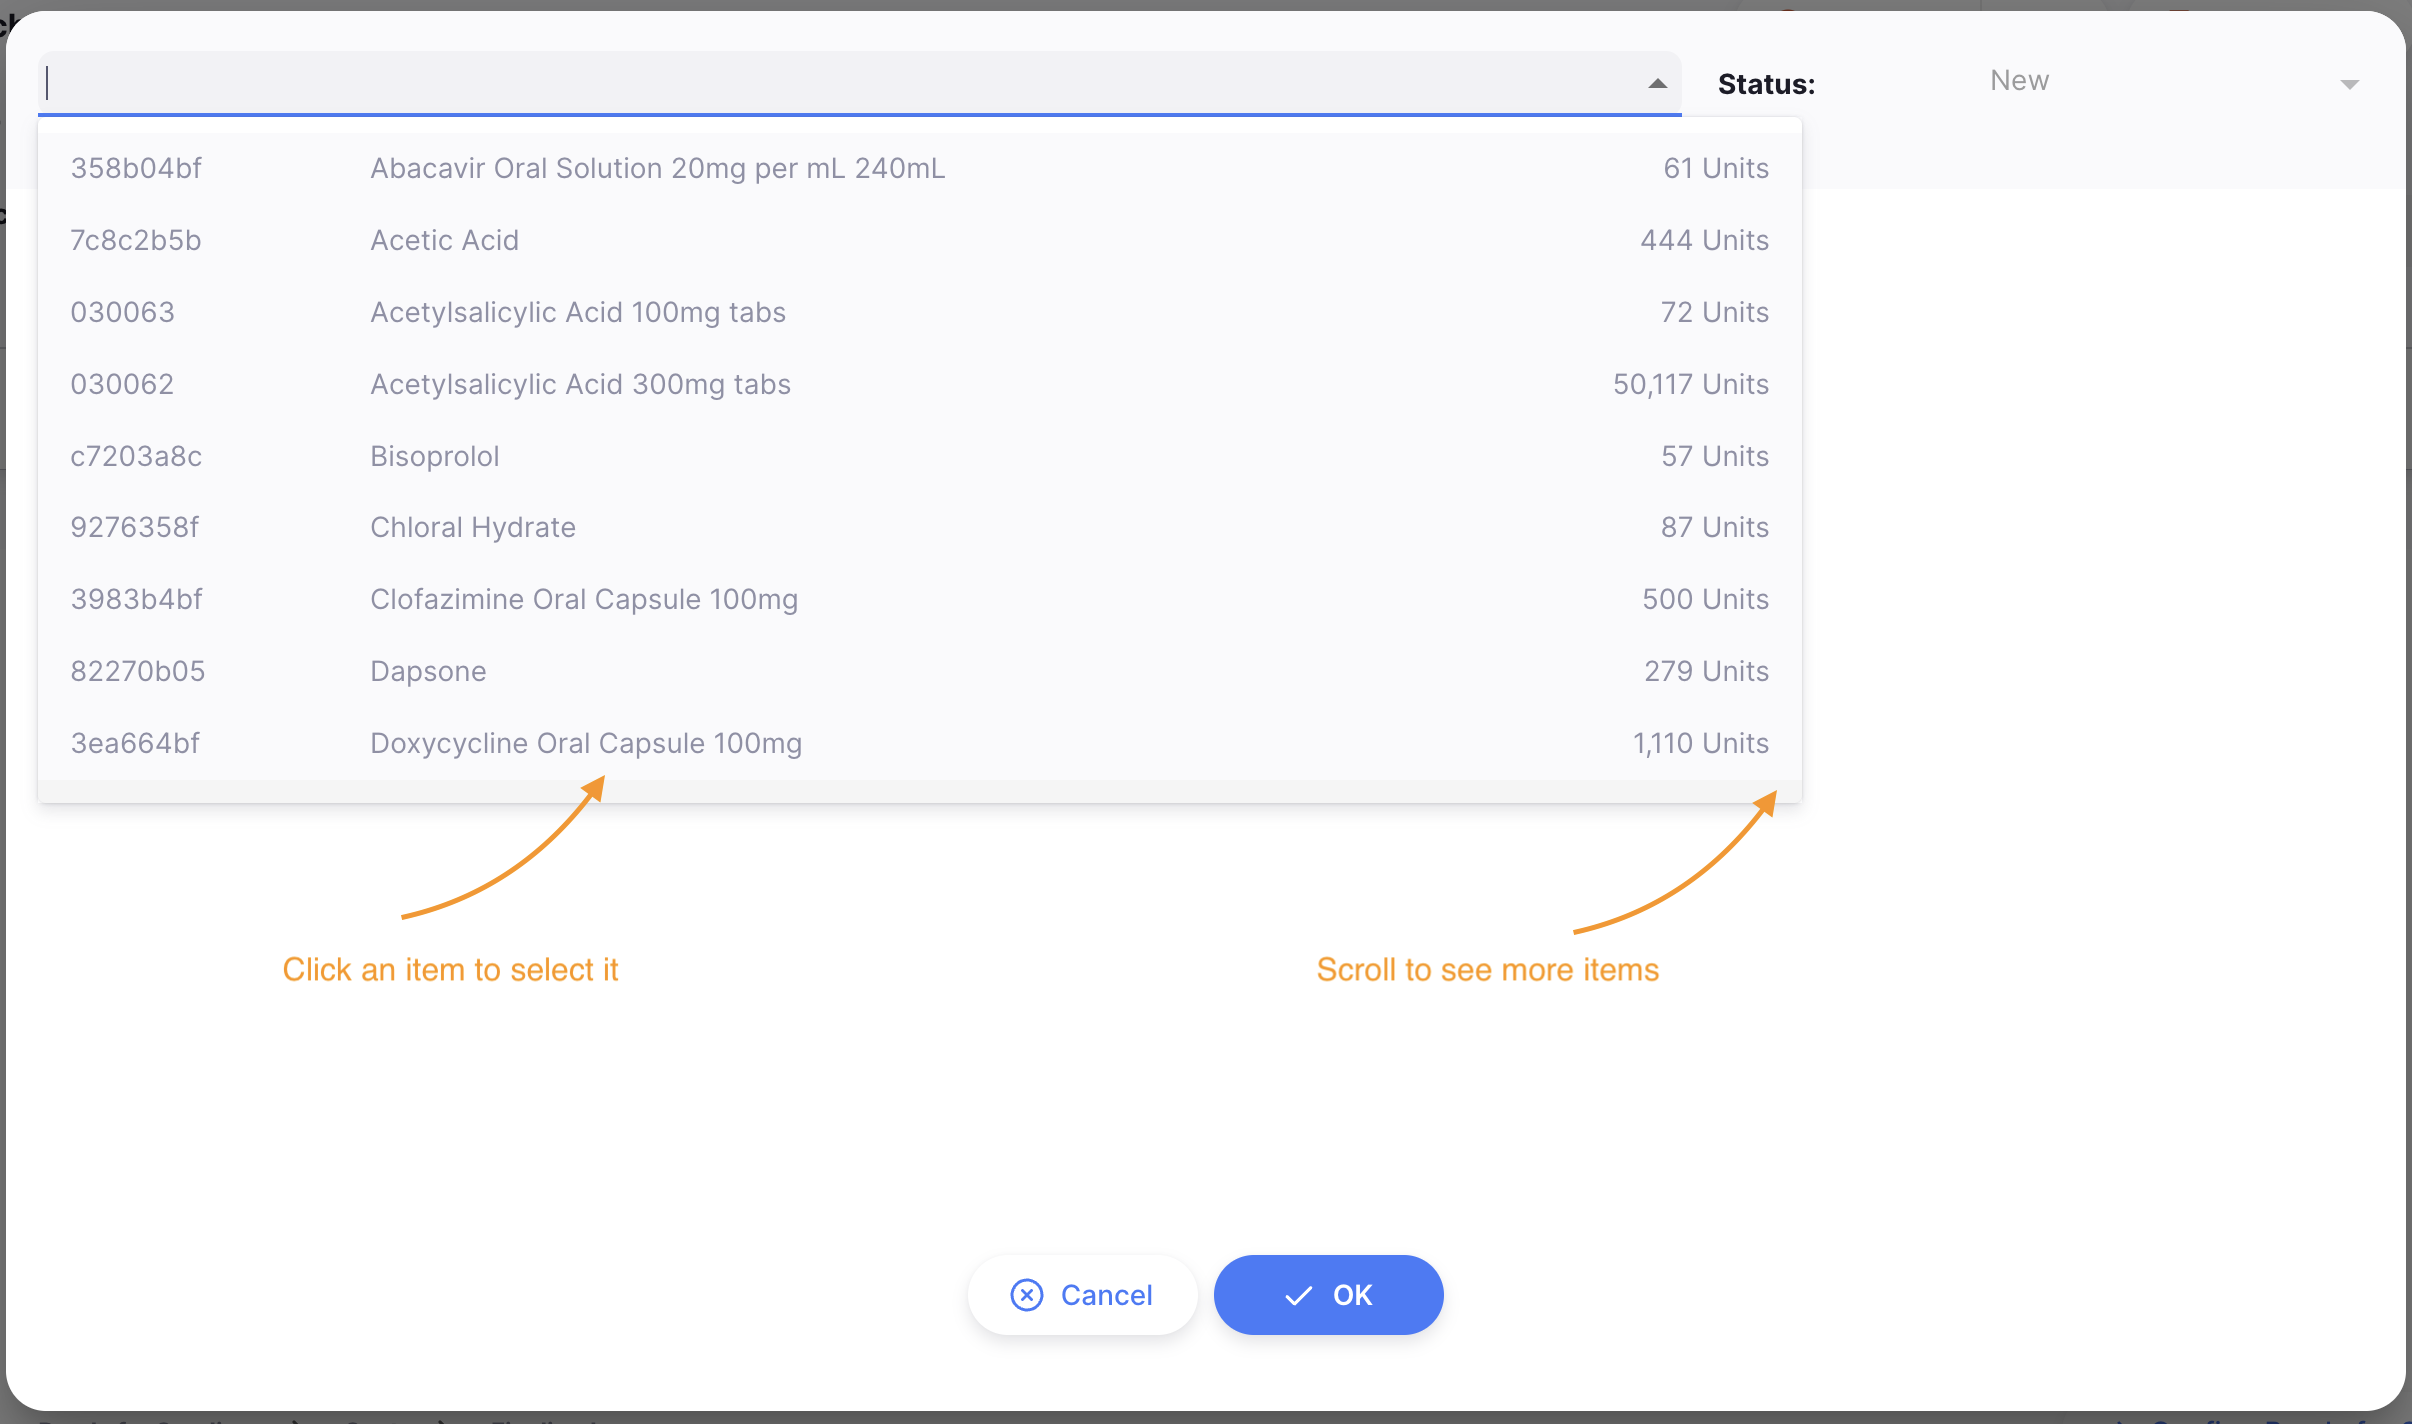 Status:
New
358b04bf Abacavir Oral Solution 20mg per mL 240mL 61 Units
7c8c2b5b Acetic Acid 444 Units
030063 Acetylsalicylic Acid 100mg tabs 72 Units
030062 Acetylsalicylic Acid 300mg tabs 50,117 Units
c7203a8c Bisoprolol 57 Units
9276358f Chloral Hydrate 87 Units
3983b4bf Clofazimine Oral Capsule 100mg 500 Units
82270b05 Dapsone 279 Units
3ea664bf Doxycycline Oral Capsule 100mg 1,110 Units
Click an item to select it
Scroll to see more items
Cancel
OK